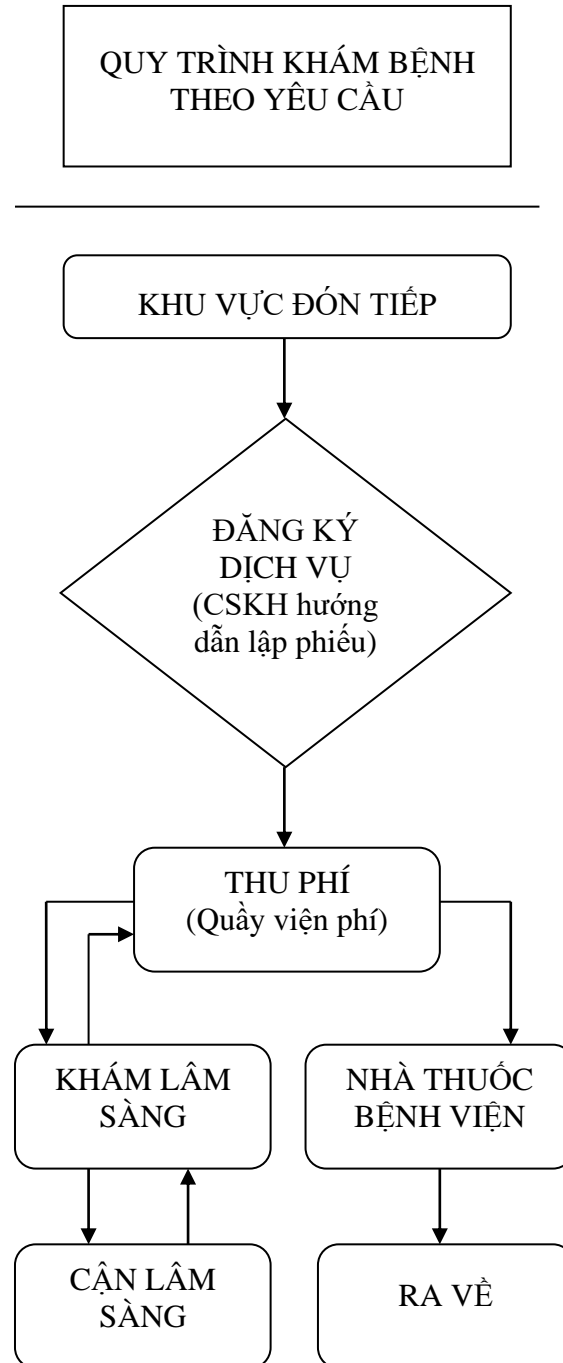 QUY TRÌNH KHÁM BỆNH
THEO YÊU CẦU
KHU VỰC ĐÓN TIẾP
ĐĂNG KÝ
DỊCH VỤ
(CSKH hướng
dẫn lập phiếu)
THU PHÍ
(Quầy viện phí)
KHÁM LÂM
SÀNG
NHÀ THUỐC
BỆNH VIỆN
CẬN LÂM
SÀNG
RA VỀ